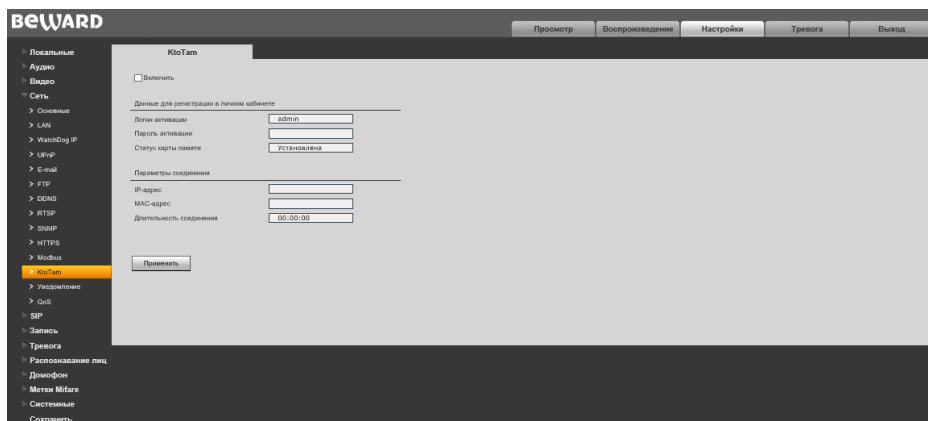 BEWARD
Просмотр
Воспроизведение
Настройки
Тревога
Выход
Локальные
Аудио
Видео
Сеть
Основные
LAN
WatchDog IP
UPnP
E-mail
FTP
DDNS
RTSP
SNMP
HTTPS
Modbus
KtoTam
Уведомление
QoS
SIP
Запись
Тревога
Распознавание лиц
Домофон
Метки Mifare
Системные
Сохранить
KtoTam
Включить
Данные для регистрации в личном кабинете
Логин активации admin
Пароль активации
Статус карты памяти Установлена
Параметры соединения
IP-адрес
MAC-адрес
Длительность соединения 00:00:00
Применить